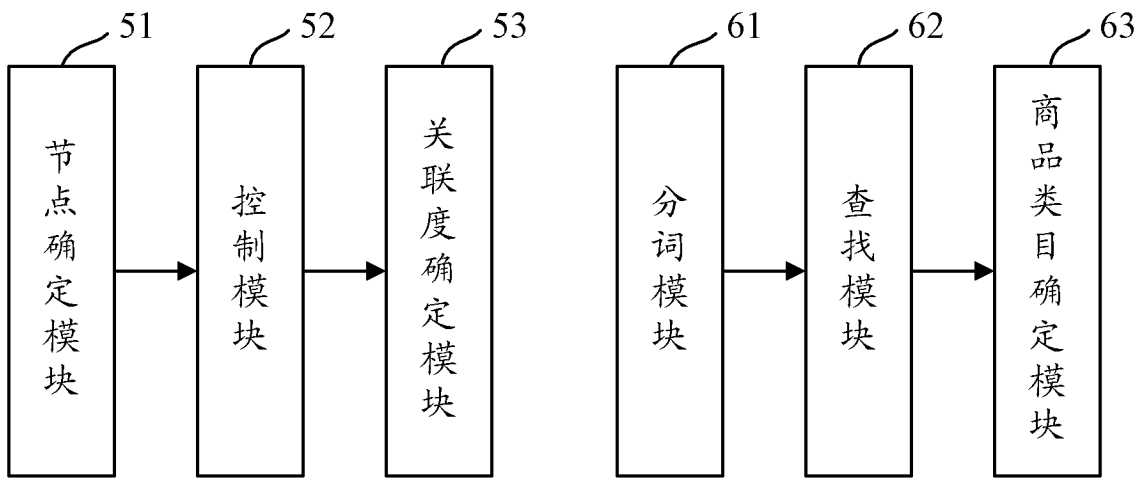 51
52
53
61
62
63
节点确定模块
控制模块
关联度确定模块
分词模块
查找模块
商品类目确定模块